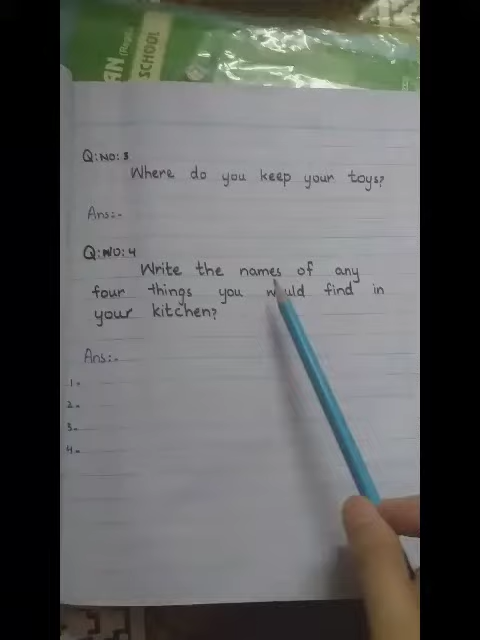 AN
SCHOOL
Q:NO:3
Where do you keep your toys?
Ans:-
Q:NO:4
Write the names of any
four things you would find in
your kitchen?
Ans:-
1-
2-
3-
4-